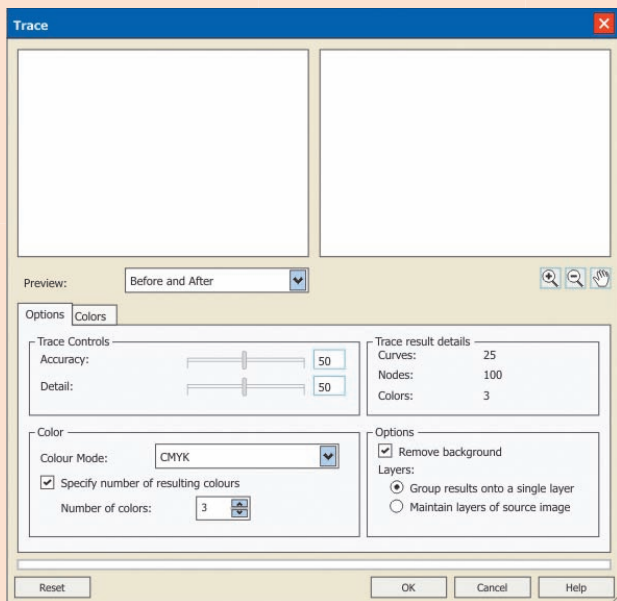 Trace
Preview: Before and After
Options Colors
Trace Controls
Accuracy: 50
Detail: 50
Trace result details
Curves: 25
Nodes: 100
Colors: 3
Color
Colour Mode: CMYK
Specify number of resulting colours
Number of colors: 3
Options
Remove background
Layers:
Group results onto a single layer
Maintain layers of source image
Reset OK Cancel Help